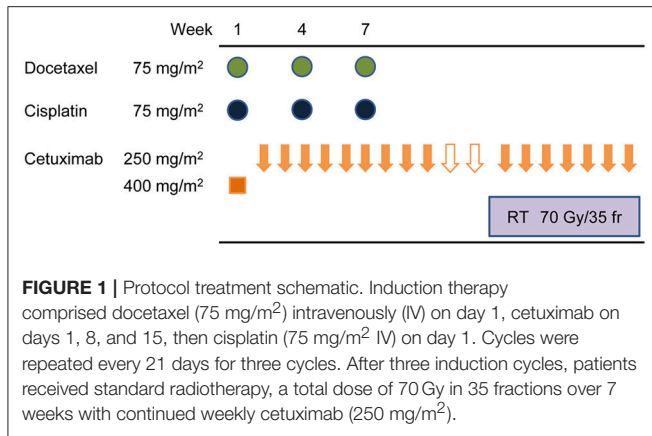 Week 1 4 7
Docetaxel 75 mg/m²
Cisplatin 75 mg/m²
Cetuximab 250 mg/m²
400 mg/m²
RT 70 Gy/35 fr
FIGURE 1 | Protocol treatment schematic. Induction therapy
comprised docetaxel (75 mg/m²) intravenously (IV) on day 1, cetuximab on
days 1, 8, and 15, then cisplatin (75 mg/m² IV) on day 1. Cycles were
repeated every 21 days for three cycles. After three induction cycles, patients
received standard radiotherapy, a total dose of 70 Gy in 35 fractions over 7
weeks with continued weekly cetuximab (250 mg/m²).